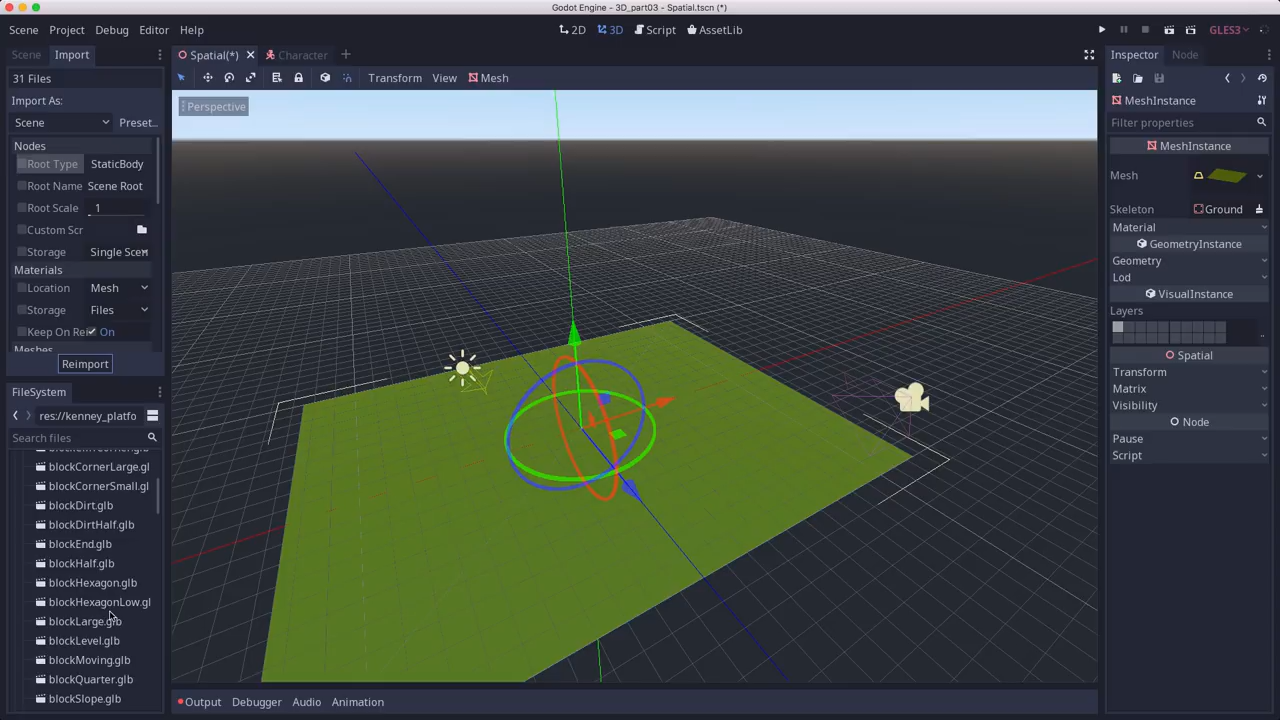 Godot Engine - 3D_part03 - Spatial.tscn (*)
Scene Project Debug Editor Help
2D 3D Script AssetLib
GLES3
Scene Import
Spatial(*) Character
Inspector Node
31 Files
Transform View Mesh
Import As:
Scene Preset..
MeshInstance
Perspective
Filter properties
Nodes
MeshInstance
Root Type StaticBody
Mesh
Root Name Scene Root
Root Scale 1
Skeleton Ground
Custom Scr
Material
Storage Single Scen
GeometryInstance
Materials
Geometry
Location Mesh
Lod
Storage Files
VisualInstance
Keep On Rei On
Layers
Meshes
Reimport
Spatial
Transform
FileSystem
Matrix
res://kenney_platfo
Visibility
Search files
Node
Pause
Script
blockCornerLarge.gl
blockCornerSmall.gl
blockDirt.glb
blockDirtHalf.glb
blockEnd.glb
blockHalf.glb
blockHexagon.glb
blockHexagonLow.gl
blockLarge.glb
blockLevel.glb
blockMoving.glb
blockQuarter.glb
blockSlope.glb
Output Debugger Audio Animation